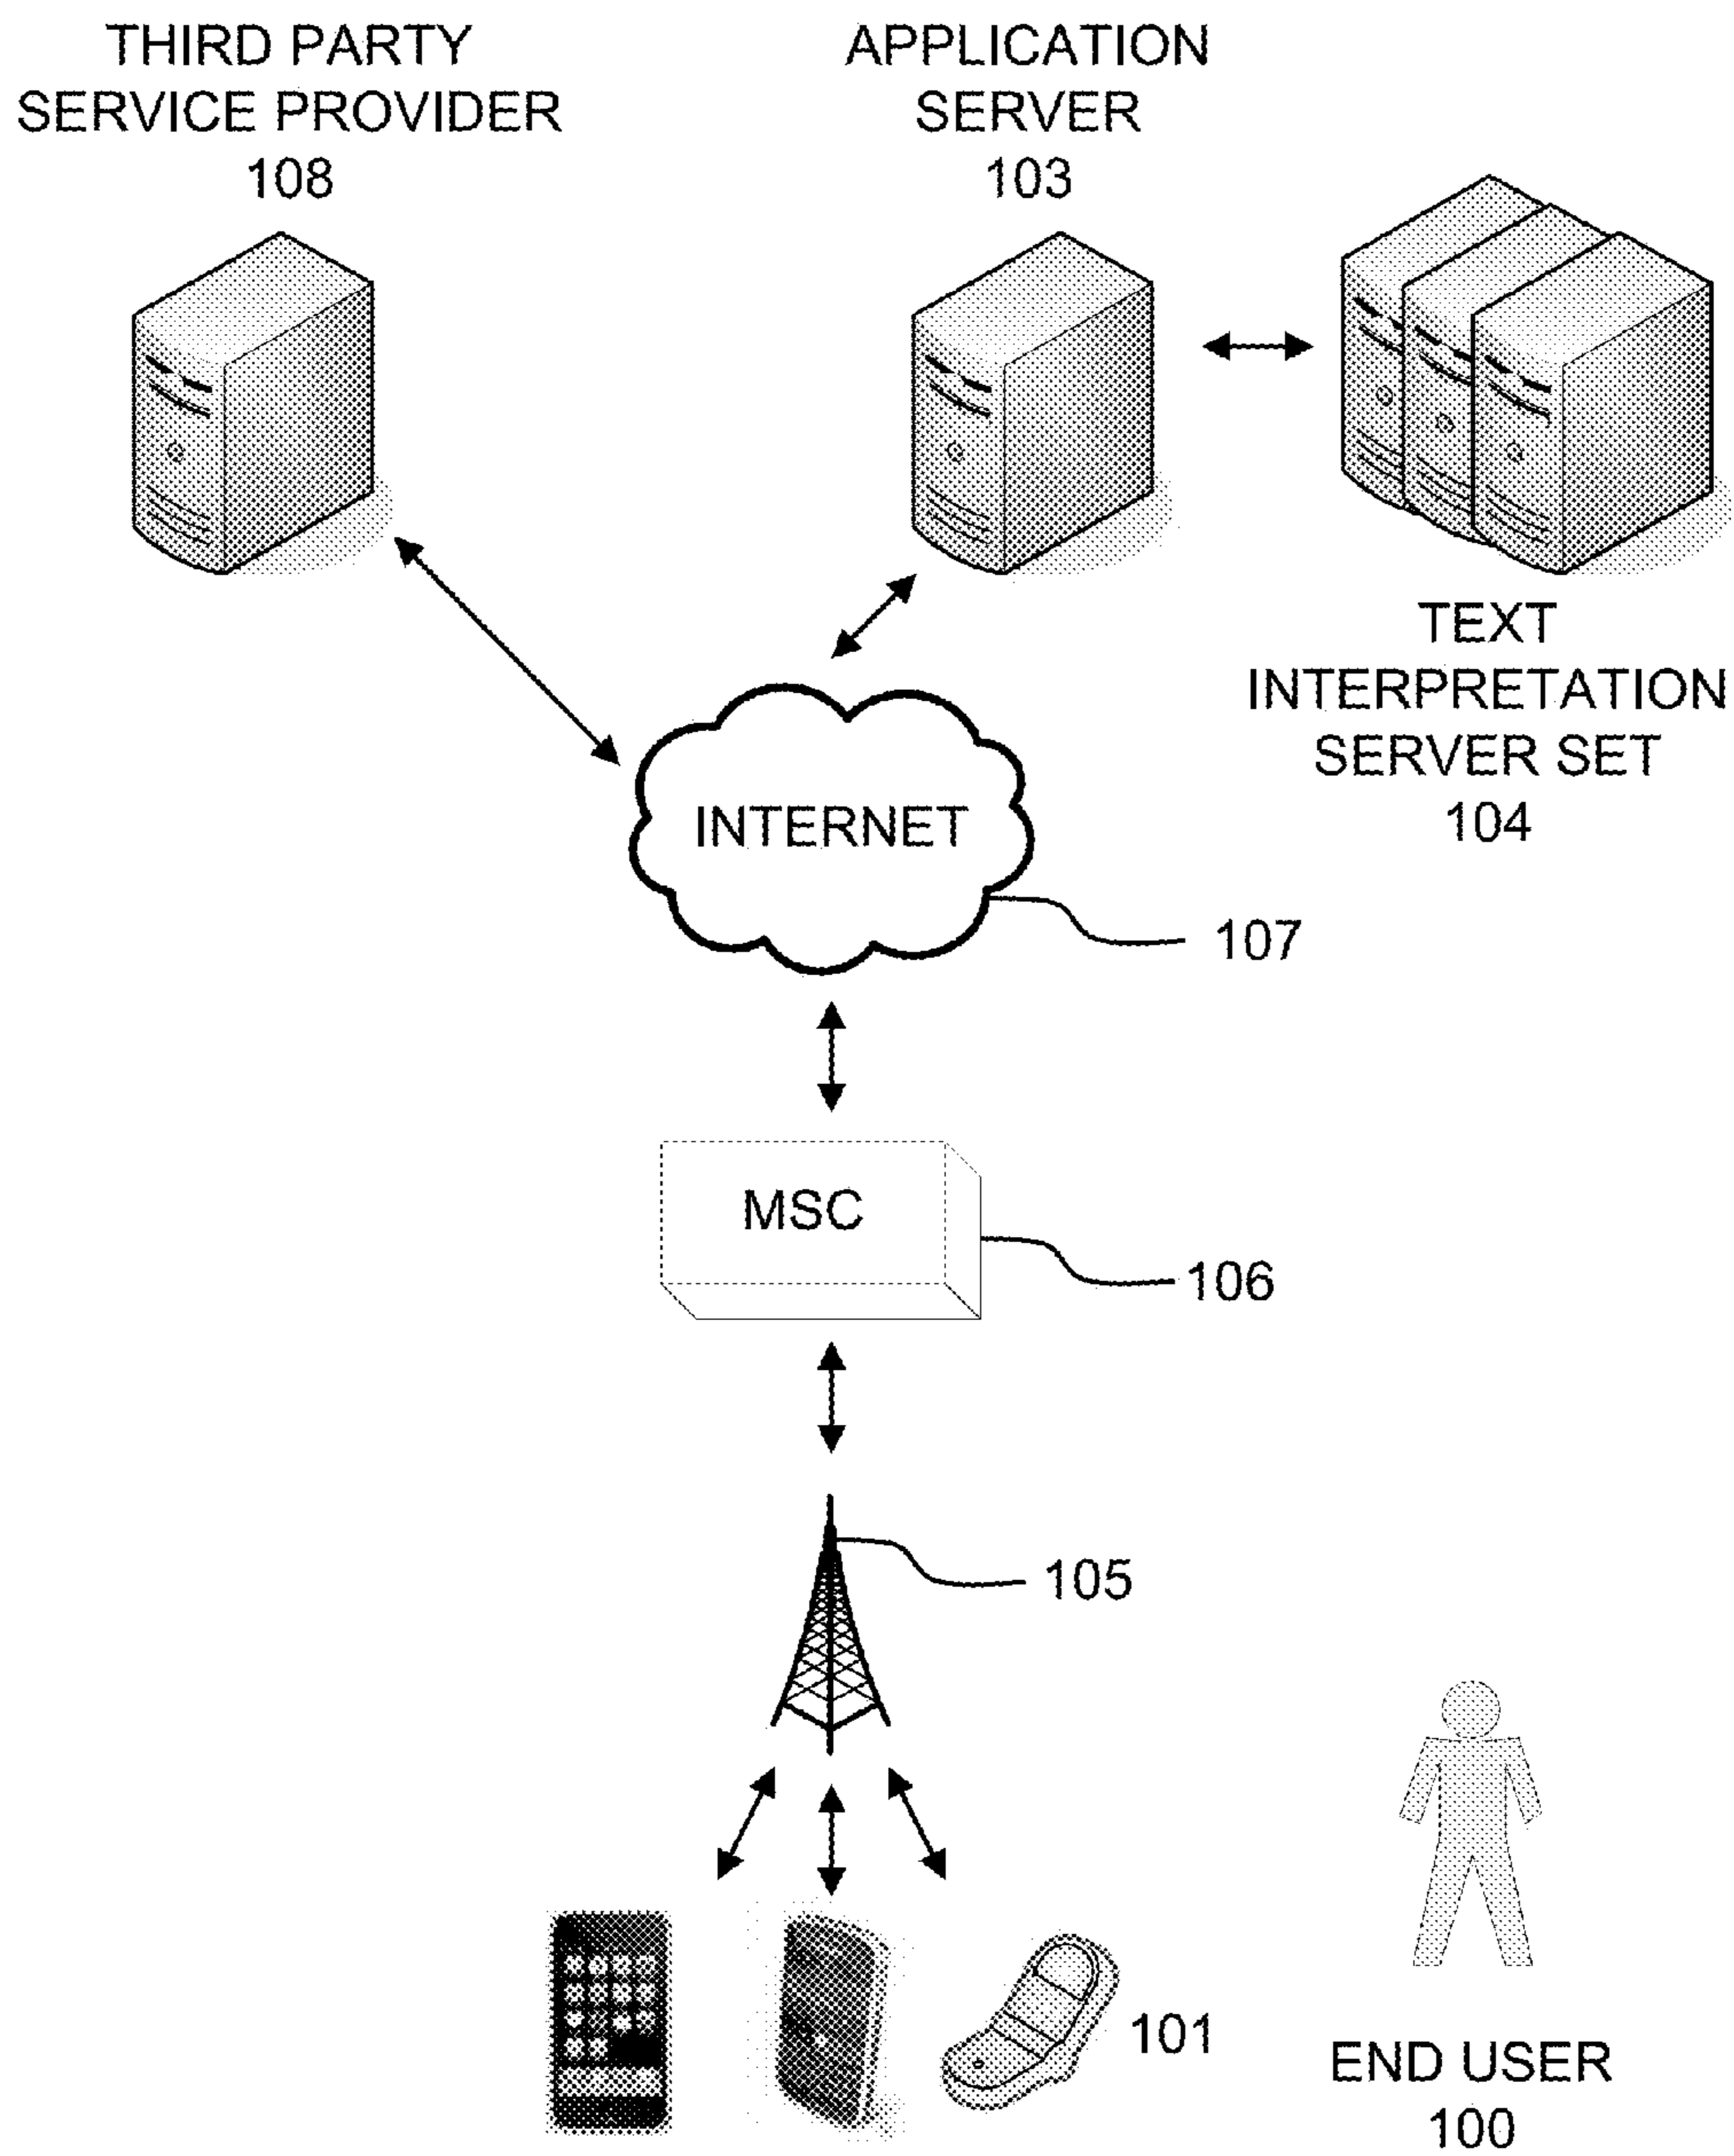 THIRD PARTY
SERVICE PROVIDER
108
APPLICATION
SERVER
103
TEXT
INTERPRETATION
SERVER SET
104
INTERNET
107
MSC
106
105
101
END USER
100